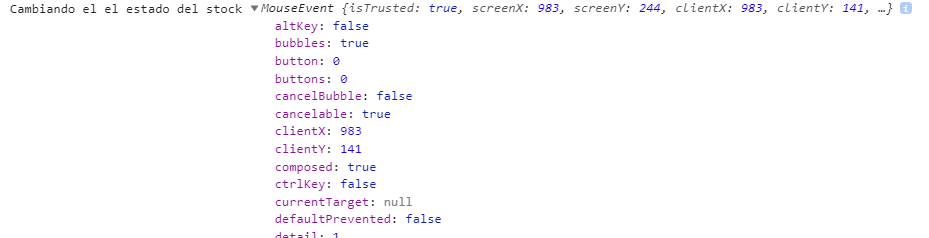 Cambiando el el estado del stock ▼MouseEvent {isTrusted: true, screenX: 983, screenY: 244, clientX: 983, clientY: 141, …} i
altKey: false
bubbles: true
button: 0
buttons: 0
cancelBubble: false
cancelable: true
clientX: 983
clientY: 141
composed: true
ctrlKey: false
currentTarget: null
defaultPrevented: false
detail: 1